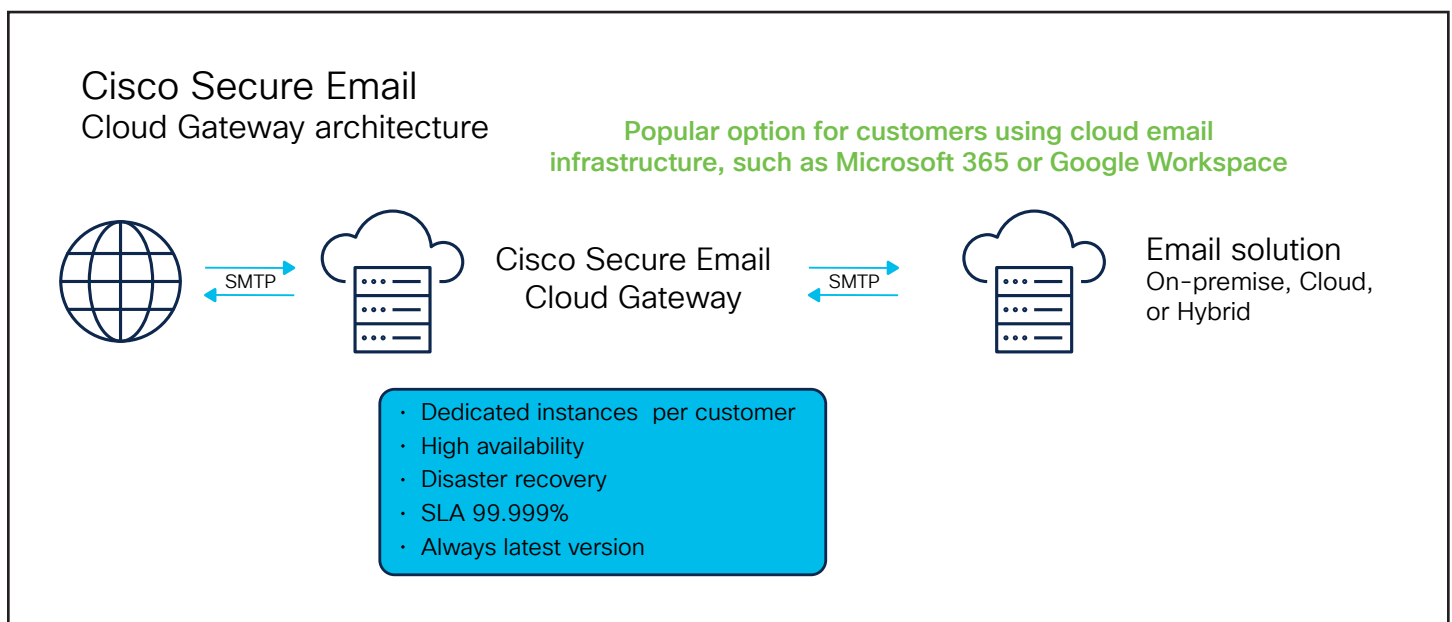 Cisco Secure Email
Cloud Gateway architecture
Popular option for customers using cloud email
infrastructure, such as Microsoft 365 or Google Workspace
SMTP
Cisco Secure Email
Cloud Gateway
SMTP
Email solution
On-premise, Cloud,
or Hybrid
· Dedicated instances per customer
· High availability
· Disaster recovery
· SLA 99.999%
· Always latest version